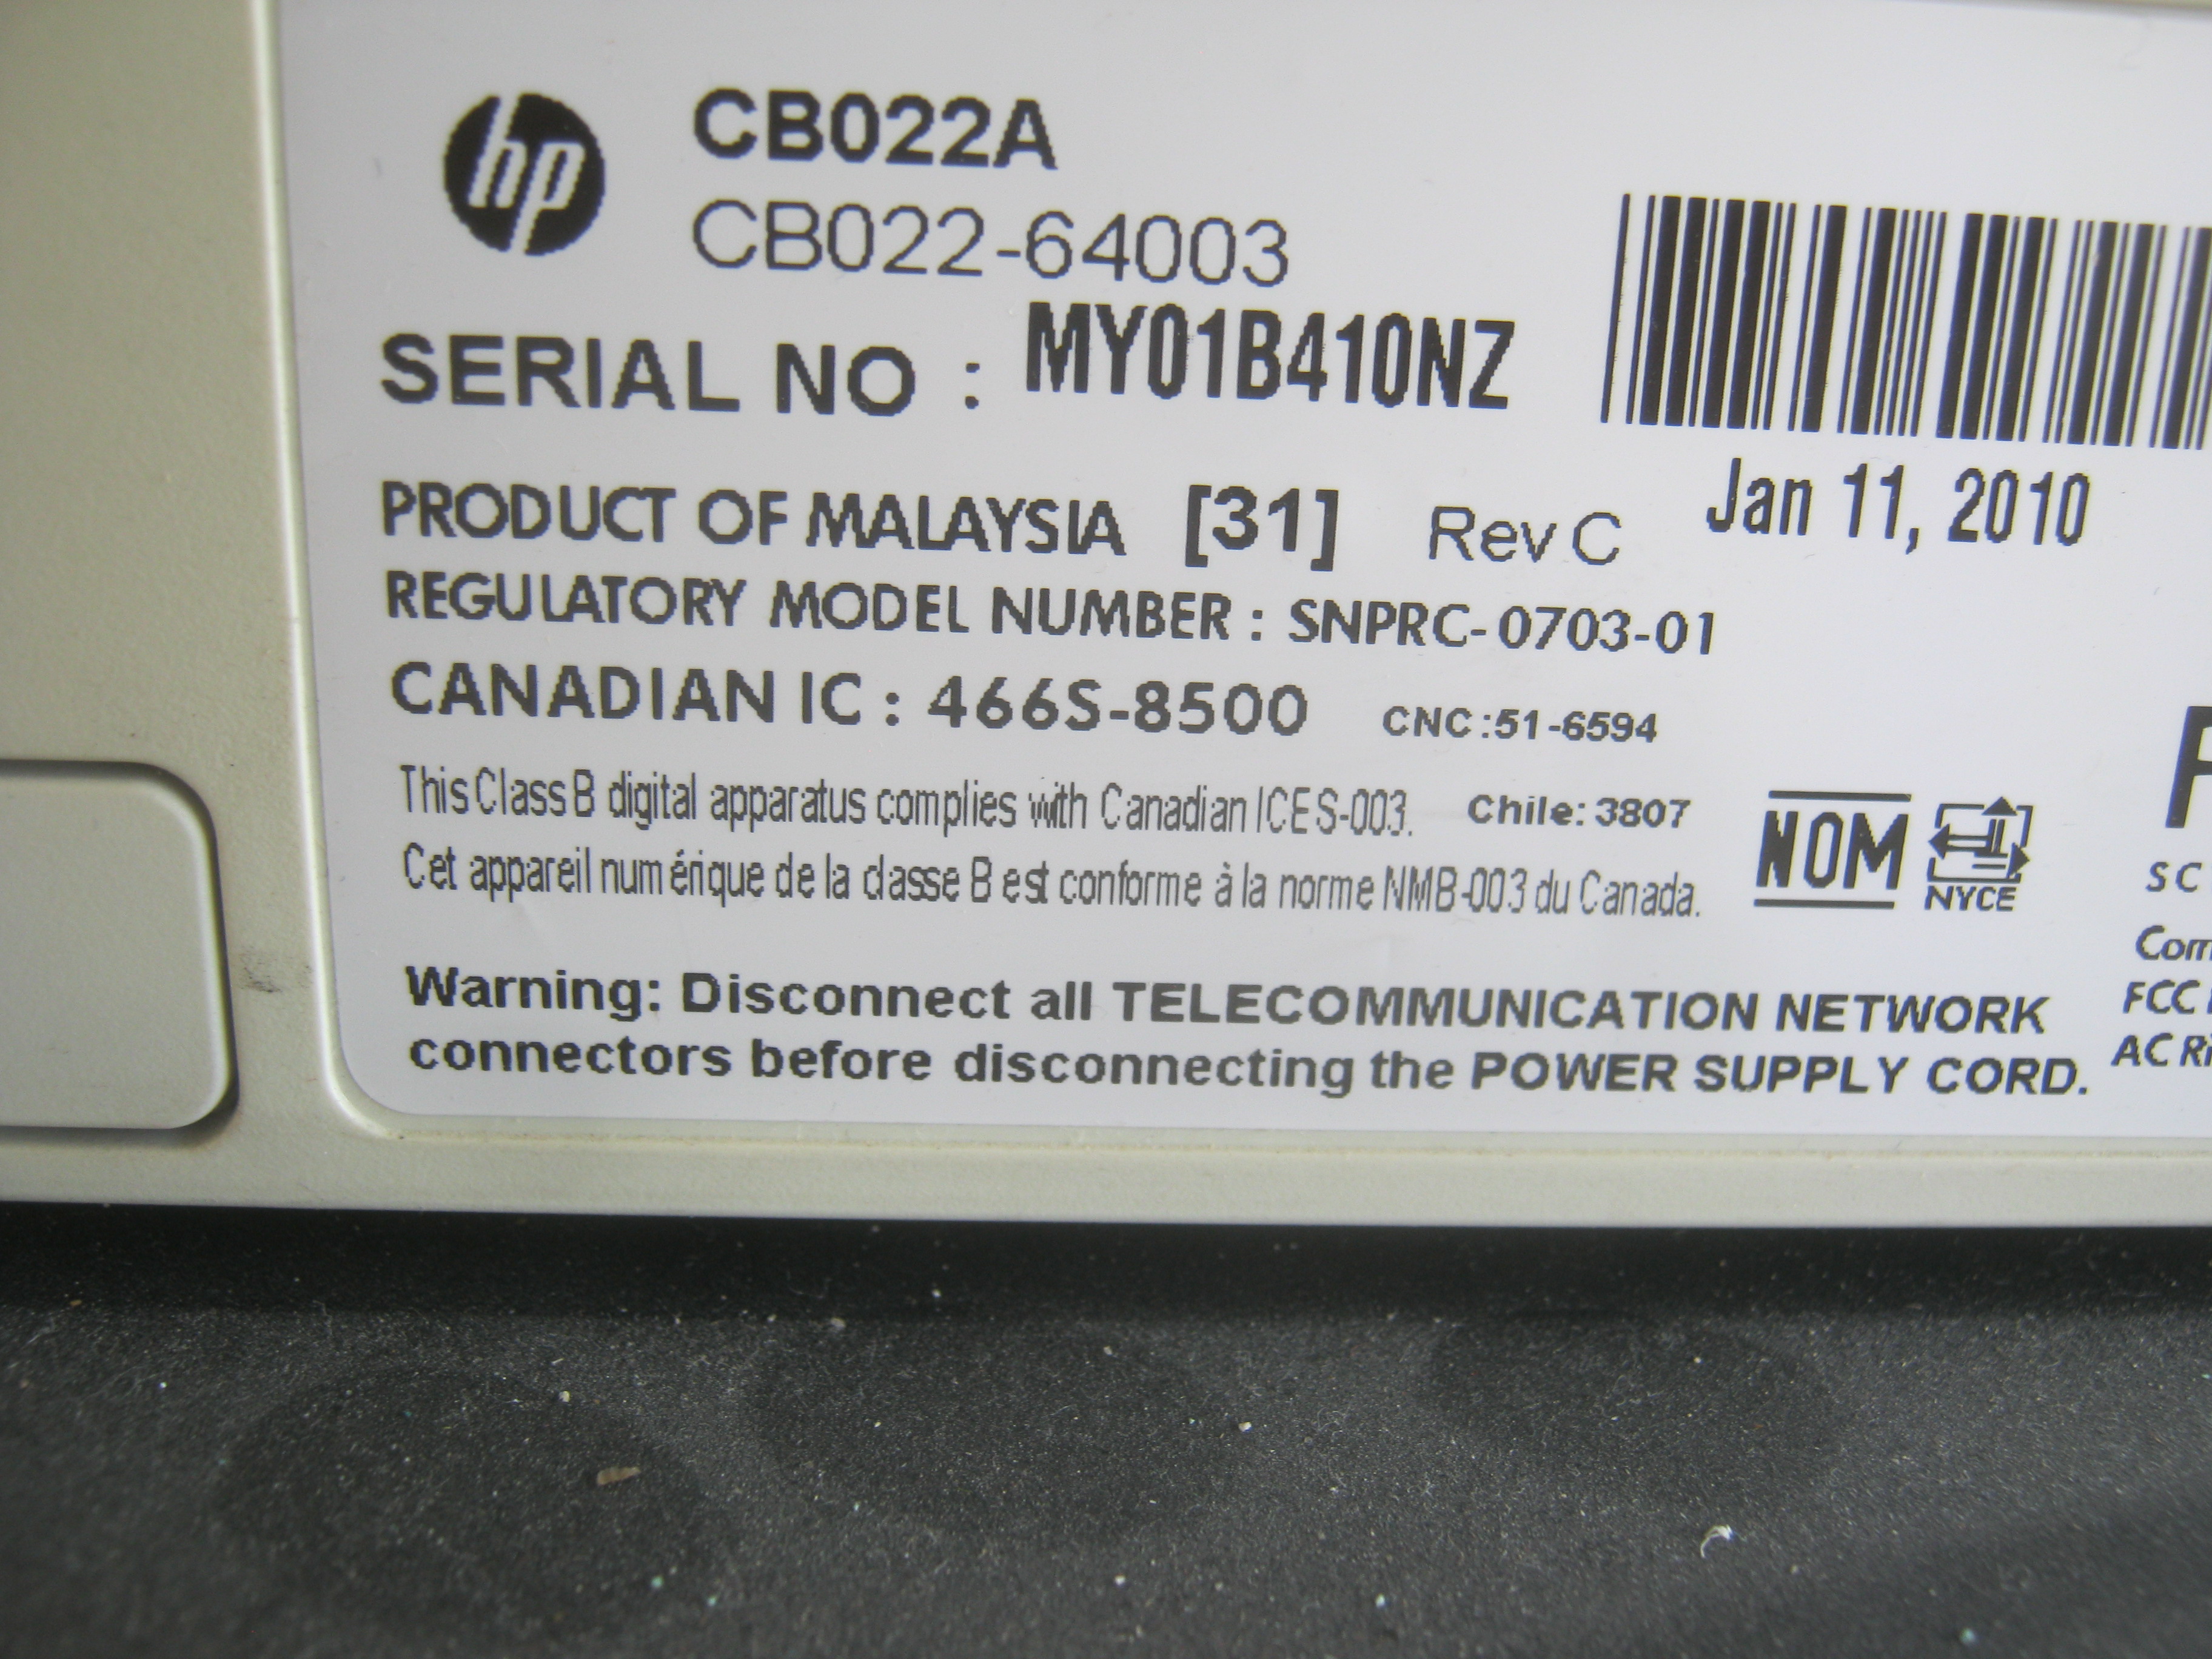 hp
CB022A
CB022-64003
SERIAL NO : MY01B410NZ
PRODUCT OF MALAYSIA [31] Rev C Jan 11, 2010
REGULATORY MODEL NUMBER : SNPRC-0703-01
CANADIAN IC : 466S-8500 CNC:51-6594
This Class B digital apparatus complies with Canadian ICES-003. Chile: 3807
Cet appareil numérique de la classe B est conforme à la norme NMB-003 du Canada.
NOM
NYCE
Warning: Disconnect all TELECOMMUNICATION NETWORK
connectors before disconnecting the POWER SUPPLY CORD.
SC
FCC
AC